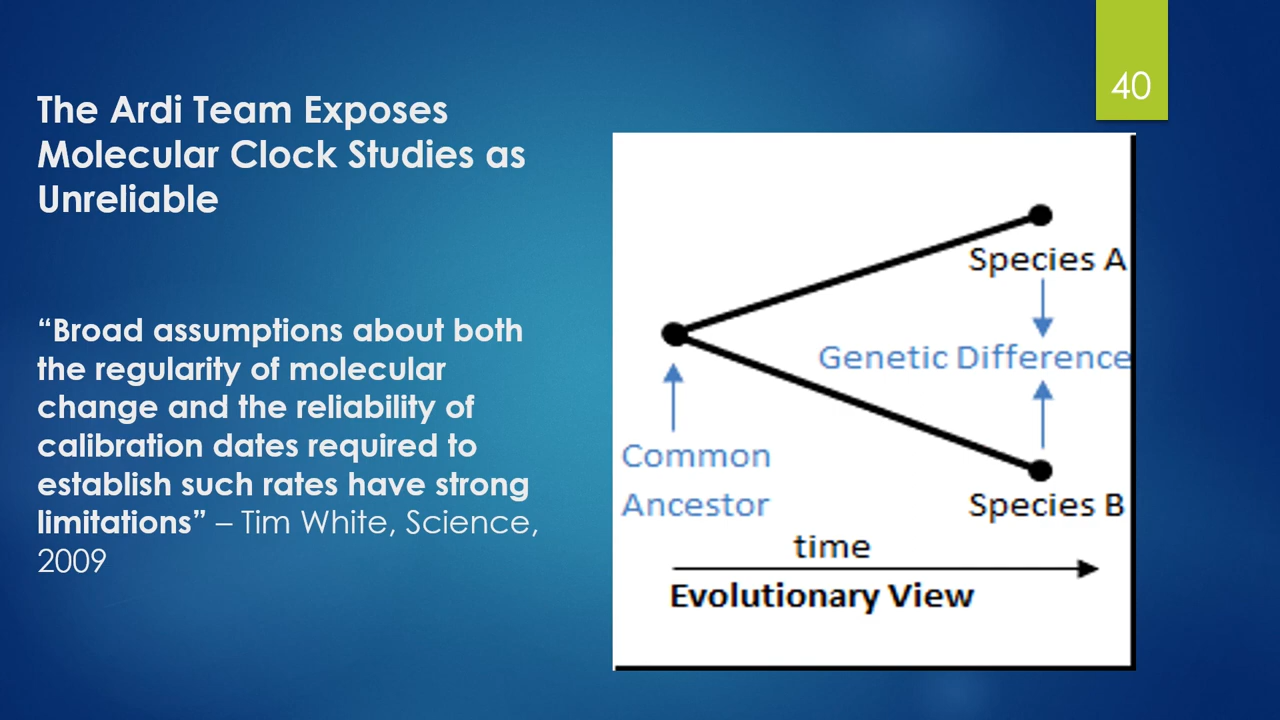 40
The Ardi Team Exposes
Molecular Clock Studies as
Unreliable
“Broad assumptions about both
the regularity of molecular
change and the reliability of
calibration dates required to
establish such rates have strong
limitations” – Tim White, Science,
2009
Species A
Genetic Difference
Common
Ancestor
Species B
time
Evolutionary View